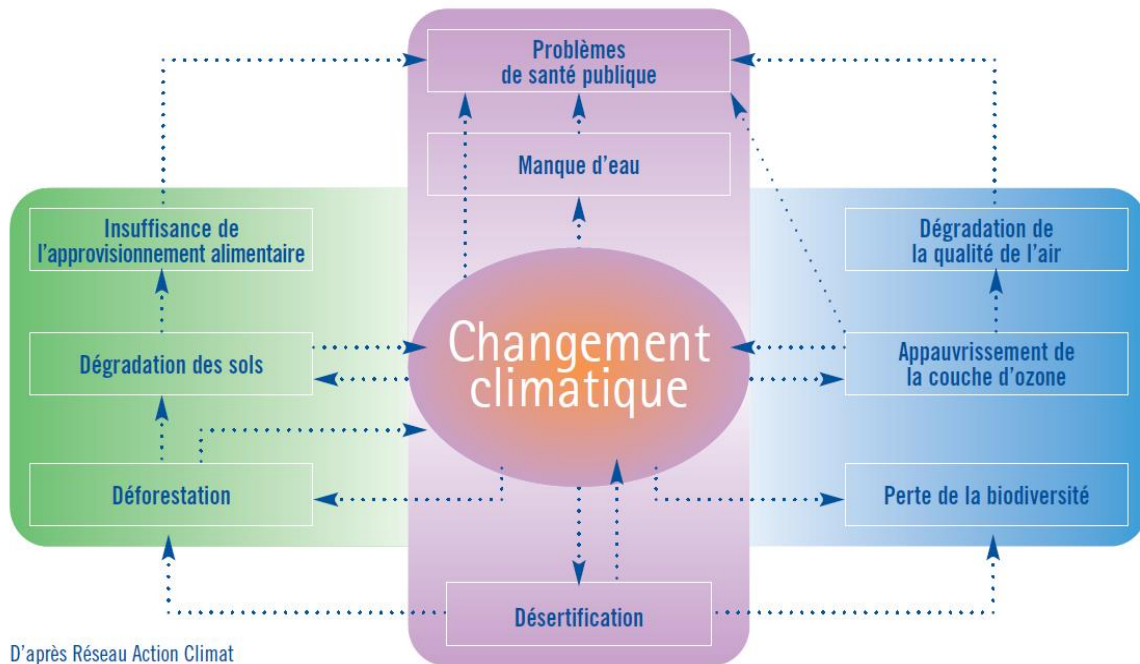 Problèmes
de santé publique
Manque d'eau
Insuffisance de
l'approvisionnement alimentaire
Dégradation de
la qualité de l'air
Changement
climatique
Dégradation des sols
Appauvrissement de
la couche d'ozone
Déforestation
Perte de la biodiversité
Désertification
D'après Réseau Action Climat